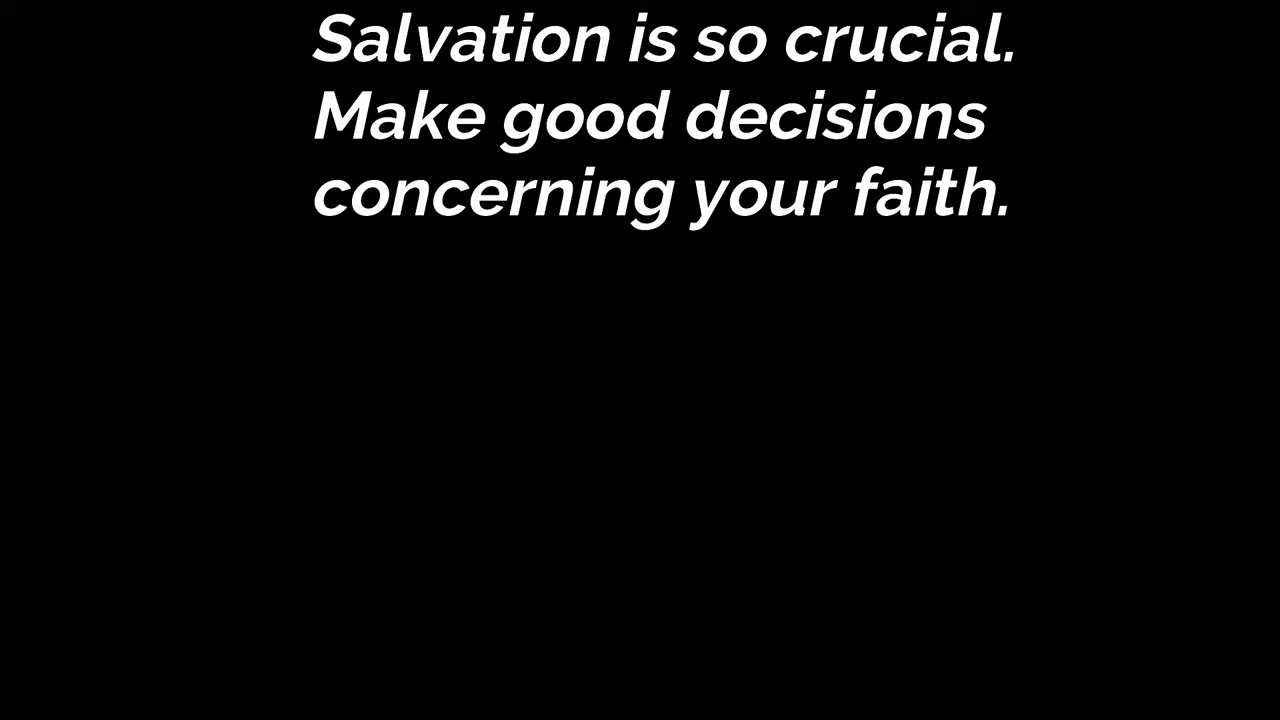 Salvation is so crucial.
Make good decisions
concerning your faith.